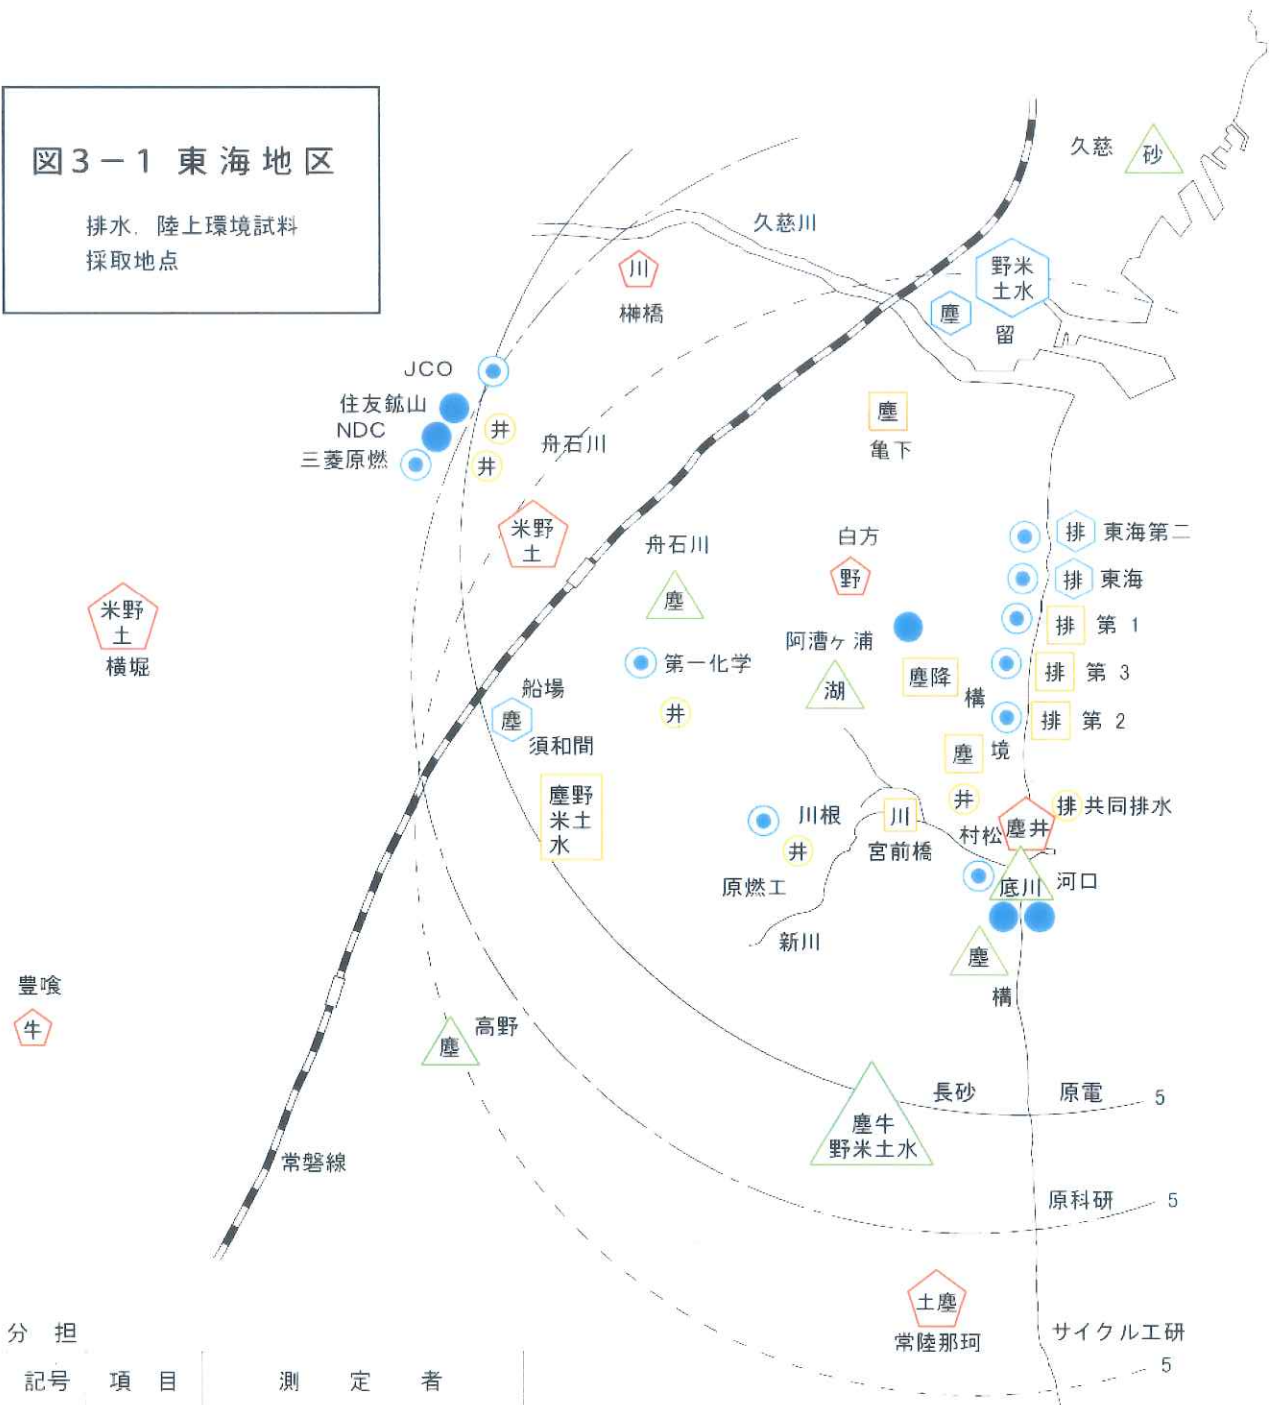 図3－1 東海地区
排水，陸上環境試料
採取地点
久慈
砂
久慈川
川
榊橋
野米
土水
塵
留
JCO
住友鉱山
NDC
三菱原燃
井
井
舟石川
塵
亀下
米野
土
舟石川
塵
白方
野
排 東海第二
排 東海
排 第 1
排 第 3
排 第 2
米野
土
横堀
阿漕ヶ浦
湖
塵降
構
境
第一化学
井
船場
塵
須和間
塵野
米土
水
塵
井
川根
井
原燃工
川
宮前橋
村松
塵井
排 共同排水
底川
河口
新川
塵
構
豊喰
牛
高野
塵
長砂
塵牛
野米土水
原電 5
常磐線
原科研 5
土塵
常陸那珂
サイクル工研
5
分 担
記号 項 目 測 定 者